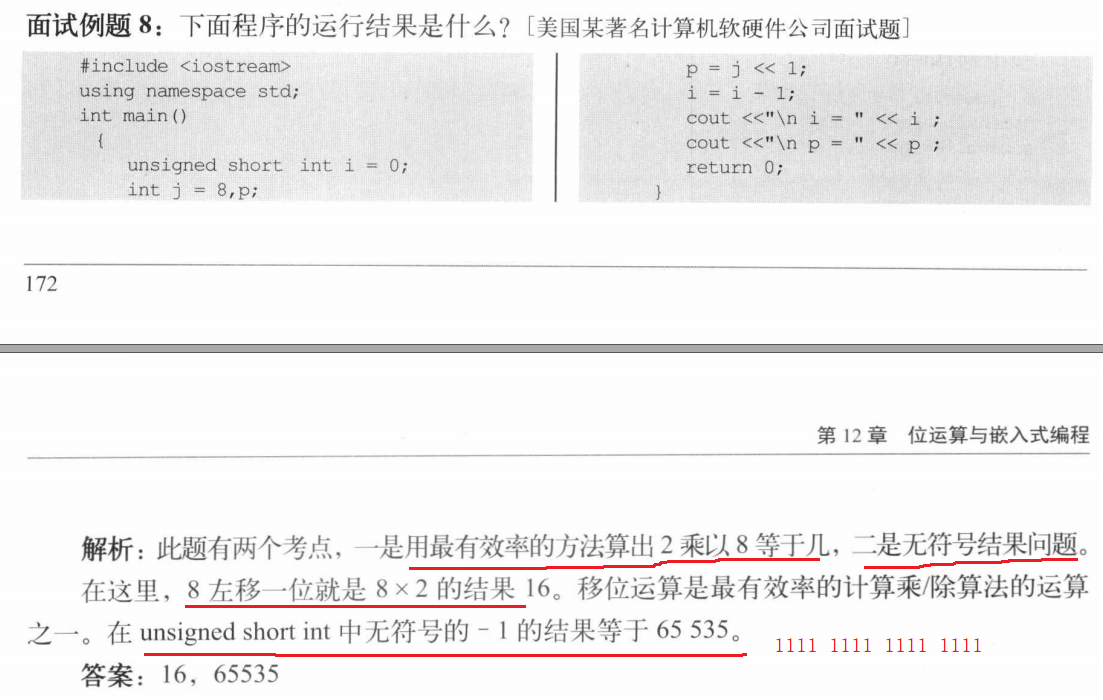 面试例题 8：下面程序的运行结果是什么？[美国某著名计算机软硬件公司面试题]
#include <iostream>
using namespace std;
int main()
{
unsigned short int i = 0;
int j = 8,p;
p = j << 1;
i = i - 1;
cout <<"\n i = " << i ;
cout <<"\n p = " << p ;
return 0;
}
172
第 12 章 位运算与嵌入式编程
解析：此题有两个考点，一是用最有效率的方法算出 2 乘以 8 等于几，二是无符号结果问题。
在这里，8 左移一位就是 8×2 的结果 16。移位运算是最有效率的计算乘/除算法的运算
之一。在 unsigned short int 中无符号的－1 的结果等于 65 535。
1111 1111 1111 1111
答案：16，65535